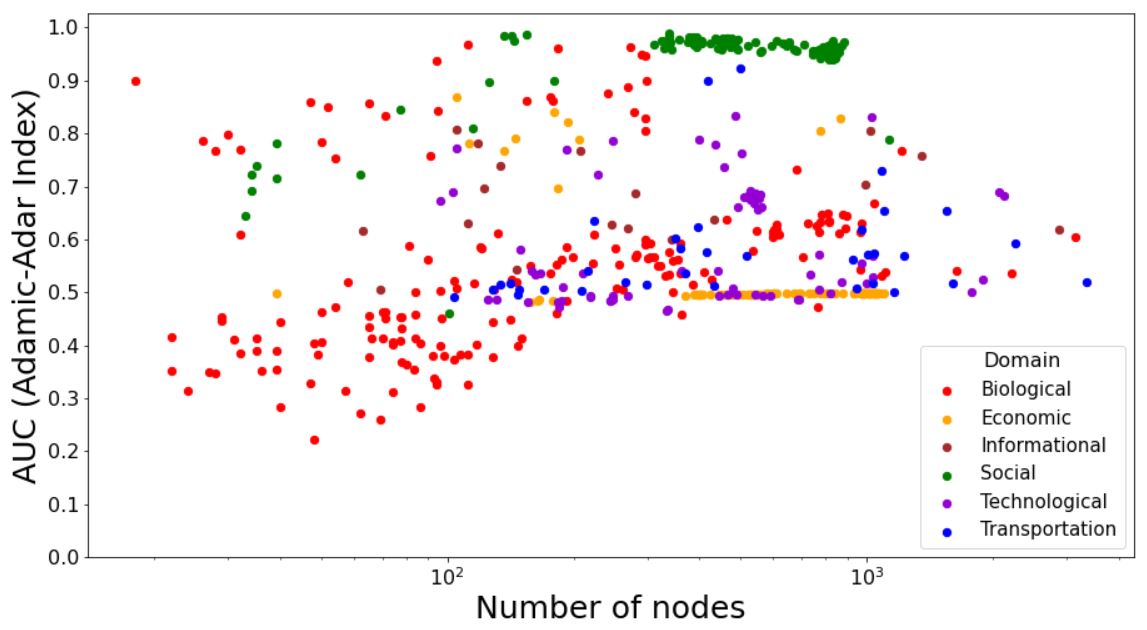 AUC (Adamic-Adar Index)
1.0
0.9
0.8
0.7
0.6
0.5
0.4
0.3
0.2
0.1
0.0
10²
10³
Number of nodes
Domain
Biological
Economic
Informational
Social
Technological
Transportation